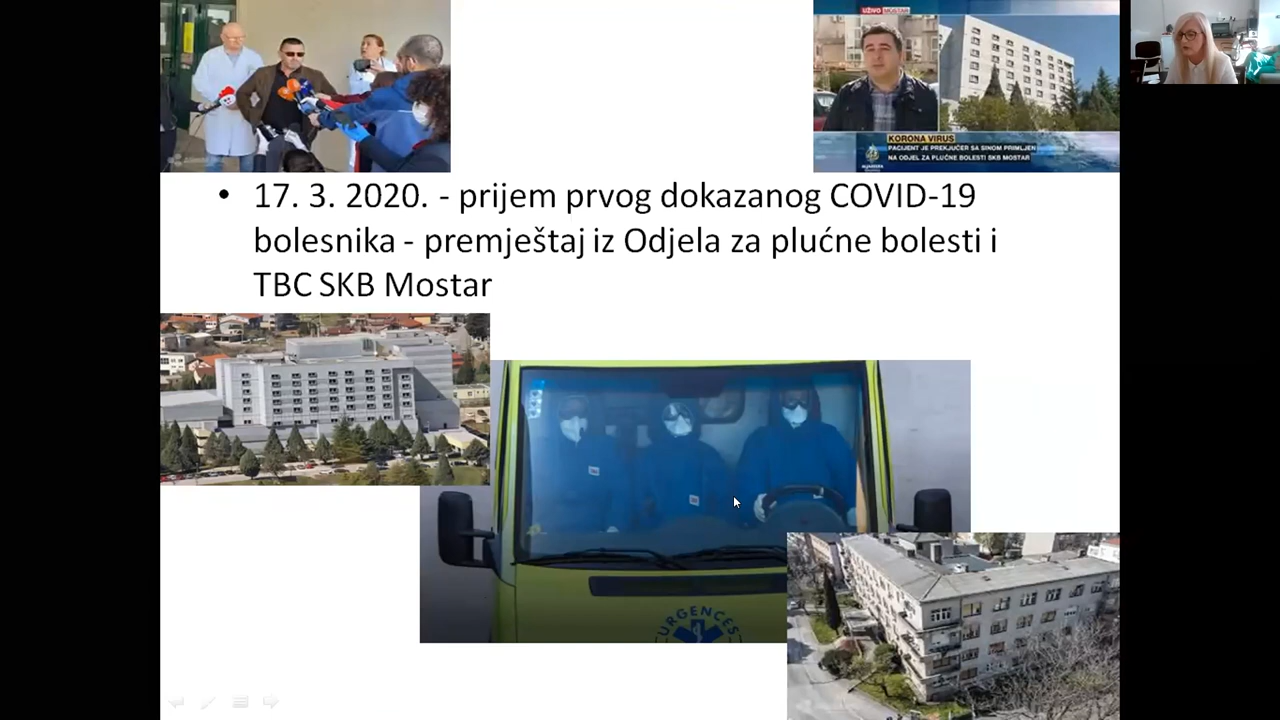 UŽIVO MOSTAR
KORONA VIRUS
PACIJENT JE PREKJUČER SA SINOM PRIMLJEN
NA ODJEL ZA PLUĆNE BOLESTI SKB MOSTAR
• 17. 3. 2020. - prijem prvog dokazanog COVID-19
bolesnika - premještaj iz Odjela za plućne bolesti i
TBC SKB Mostar
URGENCES